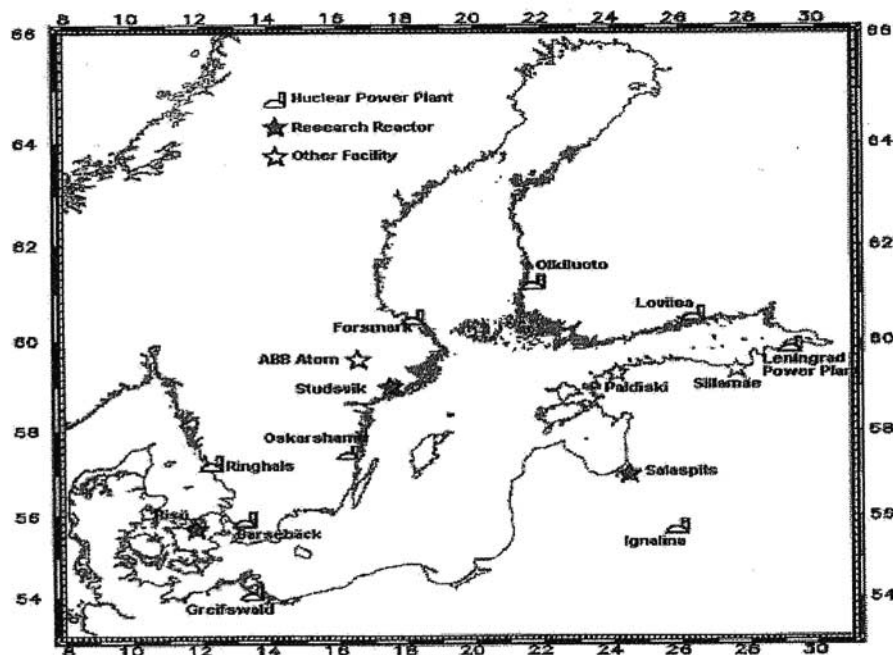 8 10 12 14 16 18 20 22 24 26 28 30
66 66
Nuclear Power Plant
Research Reactor
Other Facility
64 64
62 62
Olkiluoto
Loviisa
Forsmark
60 60
ABB Atom
Leningrad
Power Plant
Studsvik
Paldiski
Sillamäe
58 58
Oskarshamn
Ringhals
Salaspils
56 56
Risö
Barsebäck
Ignalina
54 54
Greifswald
8 10 12 14 16 18 20 22 24 26 28 30